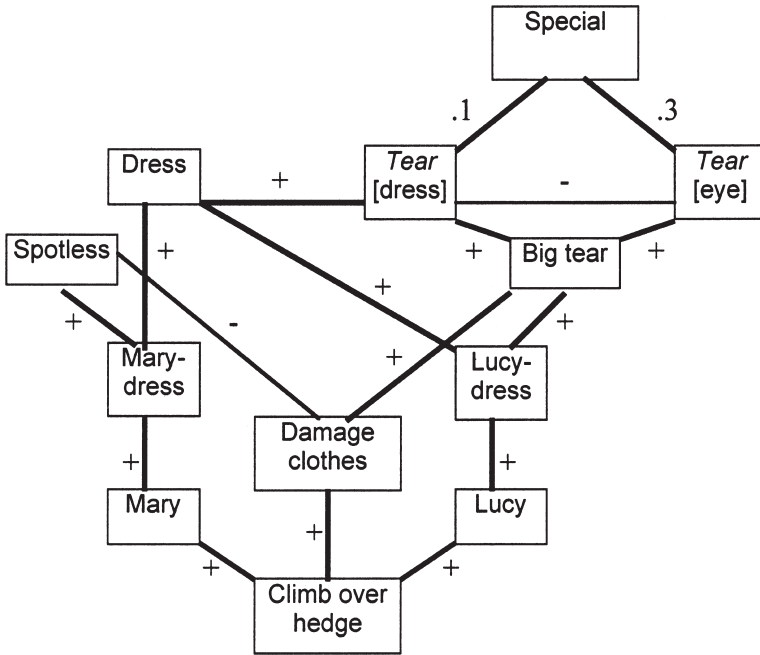 Special
.1
.3
Dress
+
Tear
[dress]
-
Tear
[eye]
Spotless
+
+
Big tear
+
+
-
+
+
+
Mary-
dress
Lucy-
dress
Damage
clothes
+
+
Mary
Lucy
+
+
+
Climb over
hedge